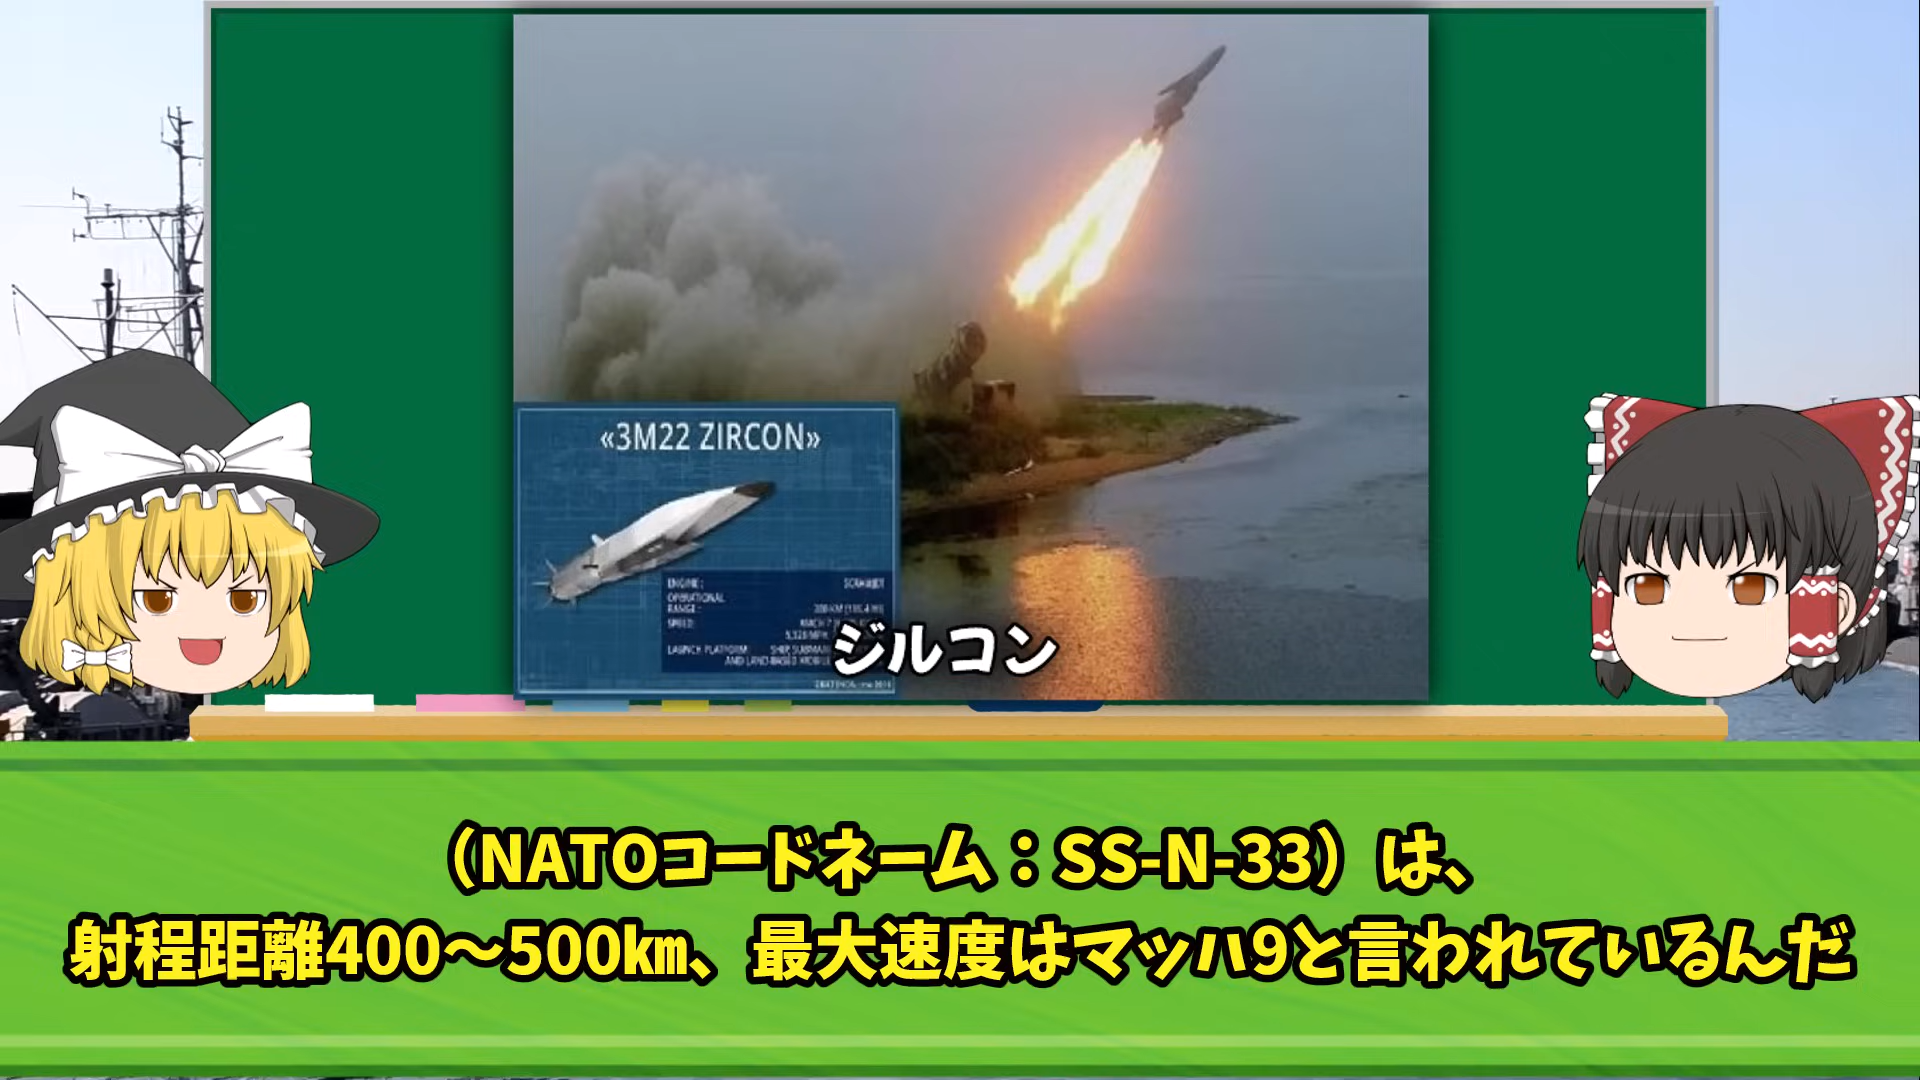 «3M22 ZIRCON»
ENGINE:
SCRAMJET
OPERATIONAL
RANGE:
SPEED:
LAUNCH PLATFORM:
ジルコン
（NATOコードネーム：SS-N-33）は、
射程距離400～500㎞、最大速度はマッハ9と言われているんだ